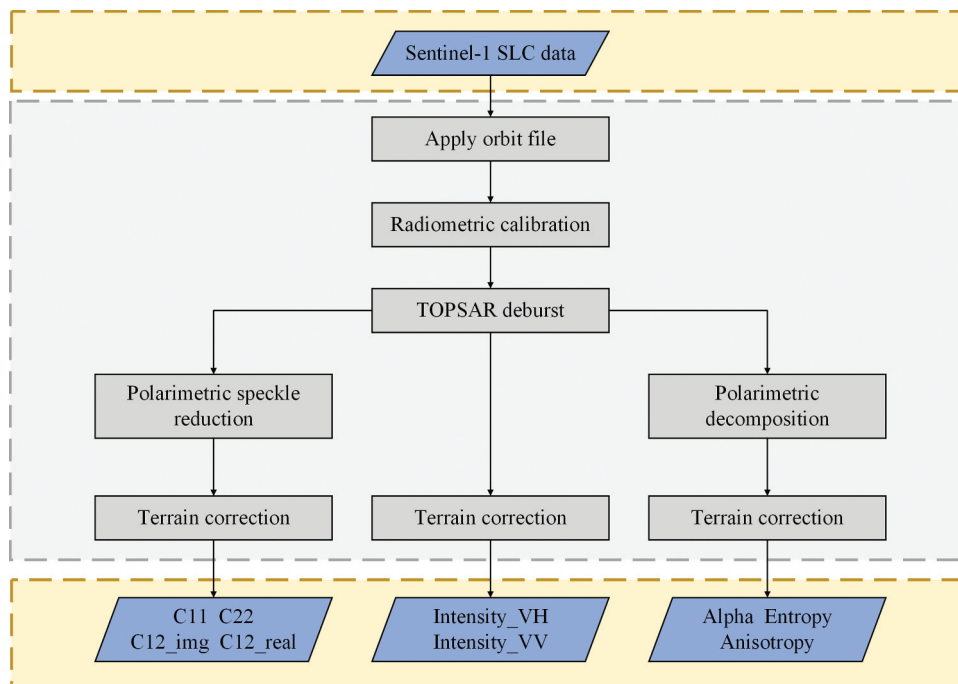 Sentinel-1 SLC data
Apply orbit file
Radiometric calibration
TOPSAR deburst
Polarimetric speckle
reduction
Polarimetric
decomposition
Terrain correction
Terrain correction
Terrain correction
C11 C22
C12_img C12_real
Intensity_VH
Intensity_VV
Alpha Entropy
Anisotropy